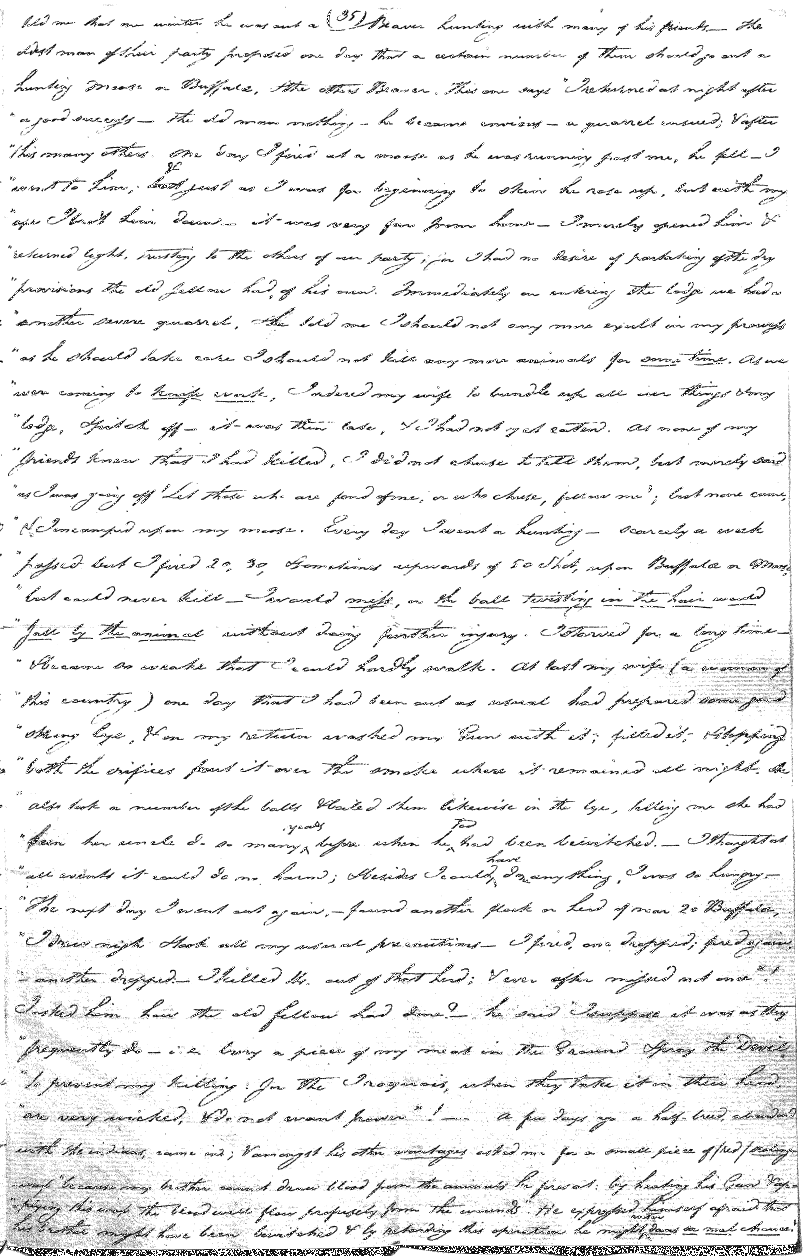 told me that one winter he was out a (35) Beaver hunting with many of his friends — the
oldest man of their party proposed one day that a certain number of them should go out a
hunting Moose or Buffaloe, & the others Beaver. This one says "I returned at night after
"a good success — the old man nothing — he became envious — a quarrel ensued; & after
"this many others. One day I fired at a moose as he was running past me, he fell — I
"went to him; & just as I was for beginning to skin he rose up, but with my
"axe I knock him down — it was very far from home — I merely opened him &
"returned light, trusting to the others of our party; for I had no desire of partaking of the dry
"provisions the old fellow had, of his own. Immediately on entering the lodge we had a
"another severe quarrel, & he told me I should not any more exult in my prowess
"as he should take care I should not kill any more animals for some time. As we
"were coming to knife work, I ordered my wife to bundle up all our things & my
"lodge, & pitch off — it was then late, & I had not yet eaten. As none of my
"friends knew that I had killed, I did not chuse to tell them, but merely said
"as I was going off 'Let those who are fond of me, or who chuse, follow me'; but none came,
"& I incamped upon my moose. Every day I went a hunting — scarcely a week
"passed but I fired 20, 30, & sometimes upwards of 50 Shot, upon Buffaloe or Moose,
"but could never kill — I would miss, or the ball twisting in the hair would
"fall by the animal without doing further injury. I starved for a long time —
"& became so weake that I could hardly walk. At last my wife (a woman of
"this country) one day that I had been out as usual had prepared some good
"strong Lye, & on my return washed my Gun with it; filled it; & stopping
"both the orifices put it over the smoke where it remained all night. She
"also took a number of the balls & boiled them likewise in the Lye, telling me she had
"seen her uncle do so many years before when he too had been bewitched. — I thought at
"all events it could do no harm; & besides I could have done anything, I was so hungry. —
"The next day I went out again, — found another flock or herd of near 20 Buffaloe,
"I drew nigh & took all my usual precautions — I fired, one dropped; fired again,
"— another dropped. — I killed in. out of that herd; & ever after missed not once"!
I asked him how the old fellow had done? — he said "I suppose it was as they
"frequently do — i.e. bury a piece of my meat in the Ground & pray the Devil
"to prevent my killing: for the Iroquois, when they take it in their head,
"are very wicked, & do not want power"! — A few days ago a half breed, abandoned
with the indians, came in; & amongst his other wantages asked me for a small piece of (red) sealing
wax "because my brother cannot draw blood from the animals he fires at: by heating his Gun & app-
"lying this wax the blood will flow profusely from the wounds. He expressed himself afraid that
his brother might have been bewitched & by retarding this operation he might